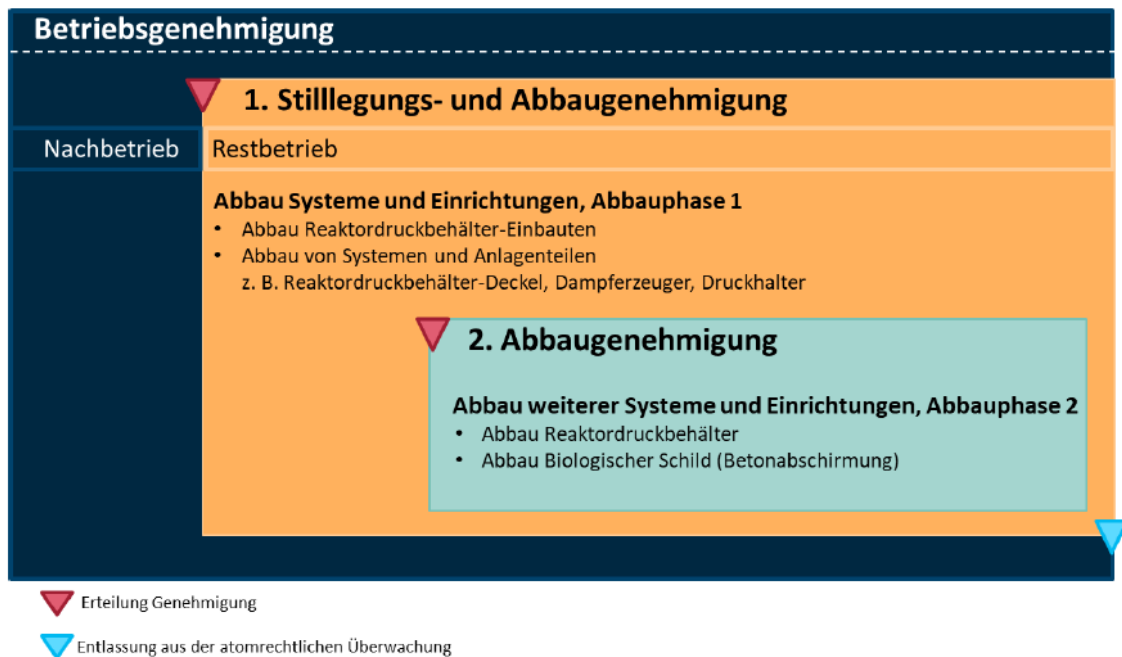 Betriebsgenehmigung
1. Stilllegungs- und Abbaugenehmigung
Nachbetrieb
Restbetrieb
Abbau Systeme und Einrichtungen, Abbauphase 1
• Abbau Reaktordruckbehälter-Einbauten
• Abbau von Systemen und Anlagenteilen
z. B. Reaktordruckbehälter-Deckel, Dampferzeuger, Druckhalter
2. Abbaugenehmigung
Abbau weiterer Systeme und Einrichtungen, Abbauphase 2
• Abbau Reaktordruckbehälter
• Abbau Biologischer Schild (Betonabschirmung)
Erteilung Genehmigung
Entlassung aus der atomrechtlichen Überwachung